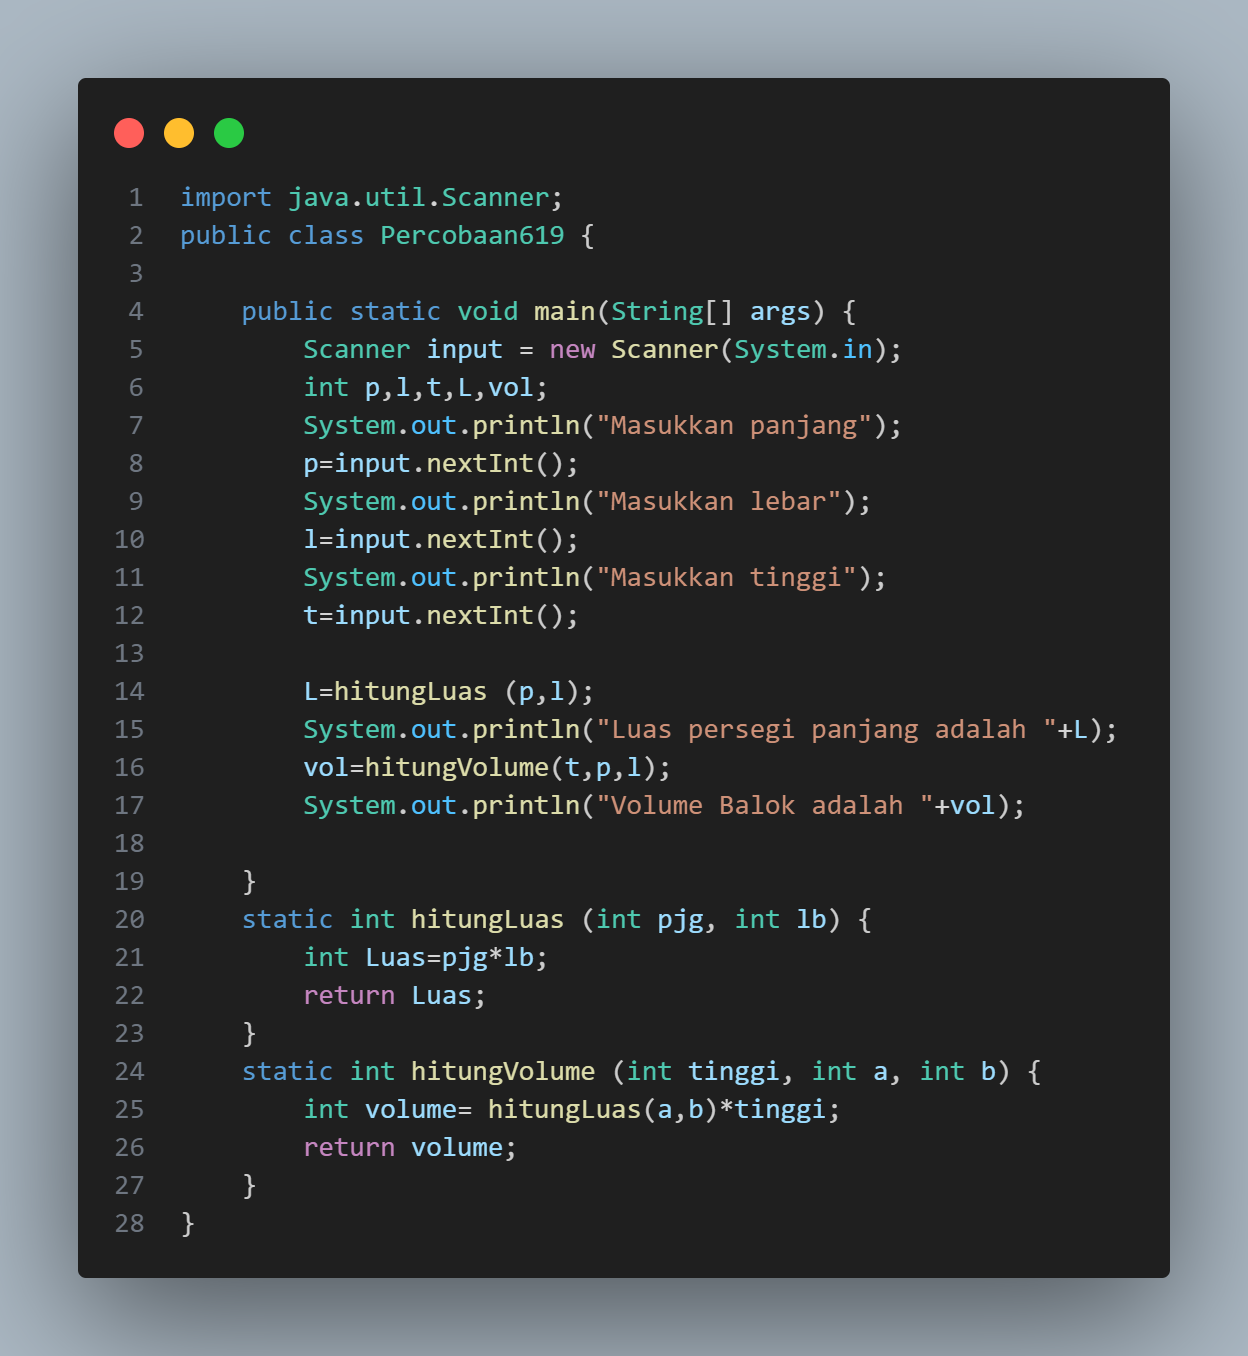 1 import java.util.Scanner;
2 public class Percobaan619 {
3
4     public static void main(String[] args) {
5         Scanner input = new Scanner(System.in);
6         int p,l,t,L,vol;
7         System.out.println("Masukkan panjang");
8         p=input.nextInt();
9         System.out.println("Masukkan lebar");
10         l=input.nextInt();
11         System.out.println("Masukkan tinggi");
12         t=input.nextInt();
13
14         L=hitungLuas (p,l);
15         System.out.println("Luas persegi panjang adalah "+L);
16         vol=hitungVolume(t,p,l);
17         System.out.println("Volume Balok adalah "+vol);
18
19     }
20     static int hitungLuas (int pjg, int lb) {
21         int Luas=pjg*lb;
22         return Luas;
23     }
24     static int hitungVolume (int tinggi, int a, int b) {
25         int volume= hitungLuas(a,b)*tinggi;
26         return volume;
27     }
28 }